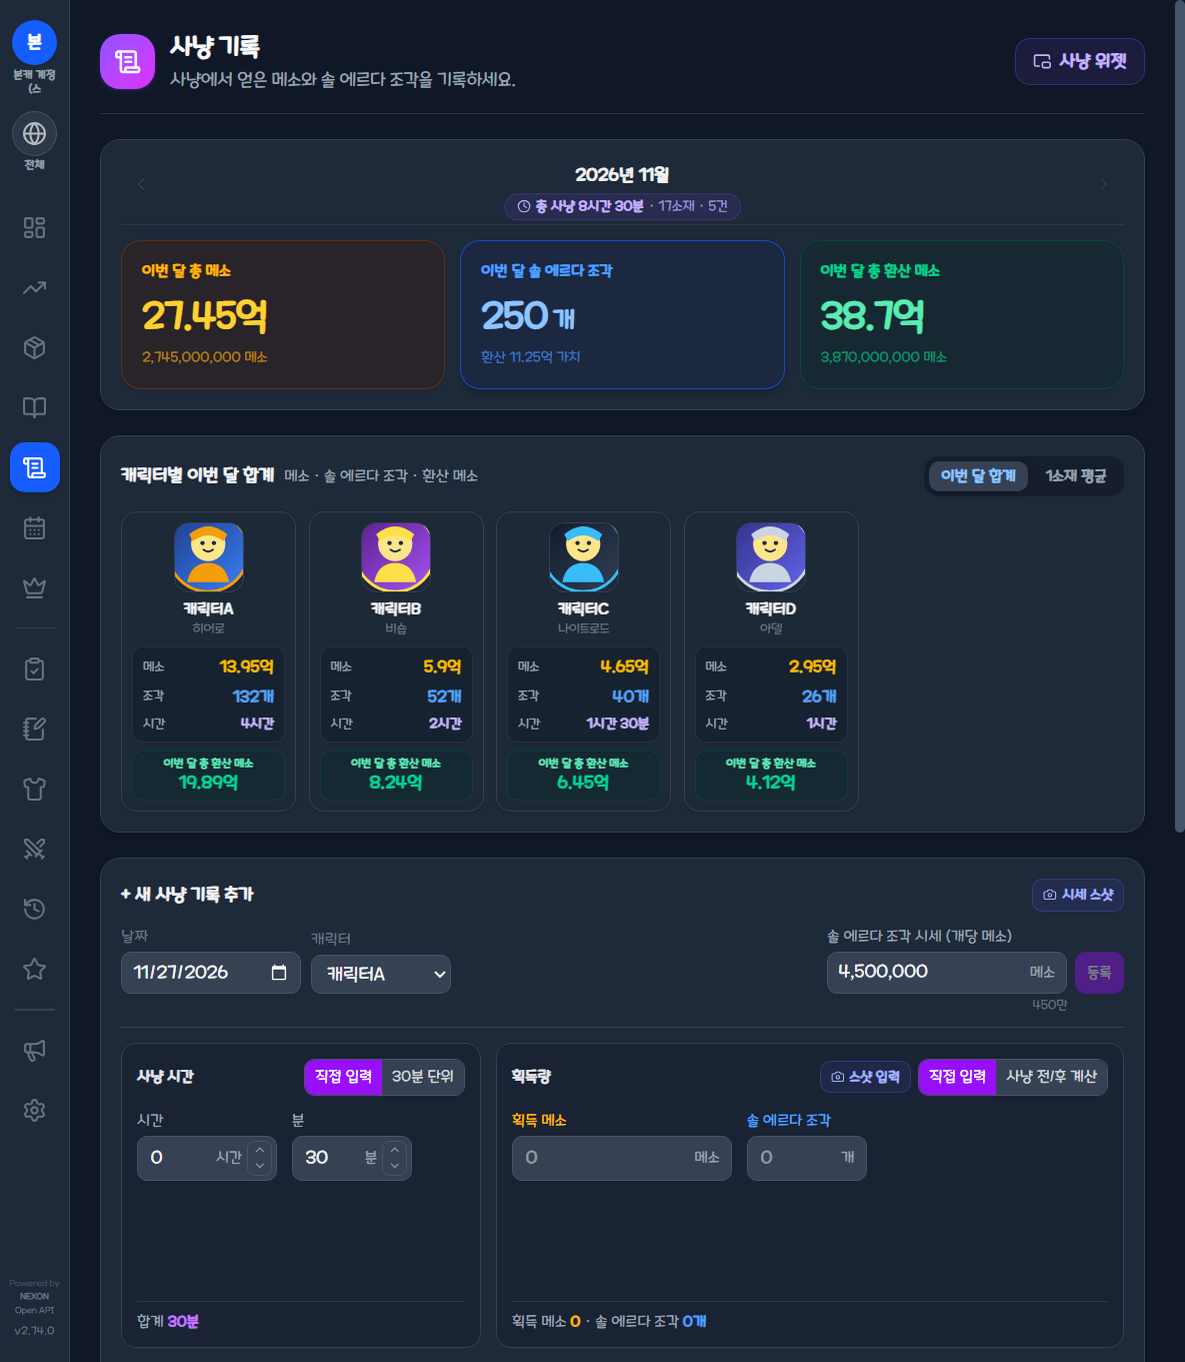 본
본캐 계정
(스
전체
Powered by
NEXON
Open API
v2.74.0
사냥 기록
사냥에서 얻은 메소와 솔 에르다 조각을 기록하세요.
사냥 위젯
2026년 11월
총 사냥 8시간 30분 · 17소재 · 5건
이번 달 총 메소
27.45억
2,745,000,000 메소
이번 달 솔 에르다 조각
250 개
환산 11.25억 가치
이번 달 총 환산 메소
38.7억
3,870,000,000 메소
캐릭터별 이번 달 합계 메소 · 솔 에르다 조각 · 환산 메소
이번 달 합계 1소재 평균
캐릭터A
히어로
메소 13.95억
조각 132개
시간 4시간
이번 달 총 환산 메소
19.89억
캐릭터B
비숍
메소 5.9억
조각 52개
시간 2시간
이번 달 총 환산 메소
8.24억
캐릭터C
나이트로드
메소 4.65억
조각 40개
시간 1시간 30분
이번 달 총 환산 메소
6.45억
캐릭터D
아델
메소 2.95억
조각 26개
시간 1시간
이번 달 총 환산 메소
4.12억
+ 새 사냥 기록 추가
시세 스샷
날짜
11/27/2026
캐릭터
캐릭터A
솔 에르다 조각 시세 (개당 메소)
4,500,000 메소
등록
450만
사냥 시간
직접 입력 30분 단위
시간
0 시간
분
30 분
합계 30분
획득량
스샷 입력
직접 입력 사냥 전/후 계산
획득 메소
0 메소
솔 에르다 조각
0 개
획득 메소 0 · 솔 에르다 조각 0개